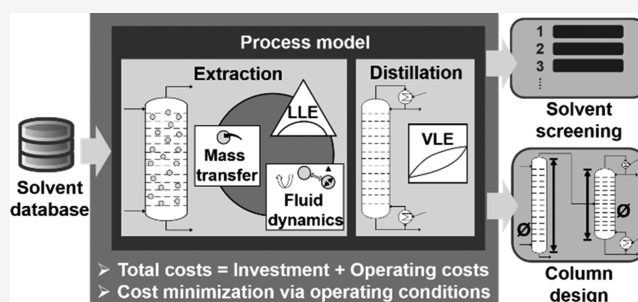 Process model
Extraction
Distillation
LLE
Mass
transfer
Fluid
dynamics
VLE
Solvent
database
➤ Total costs = Investment + Operating costs
➤ Cost minimization via operating conditions
1
2
3
Solvent
screening
Ø
Ø
Column
design